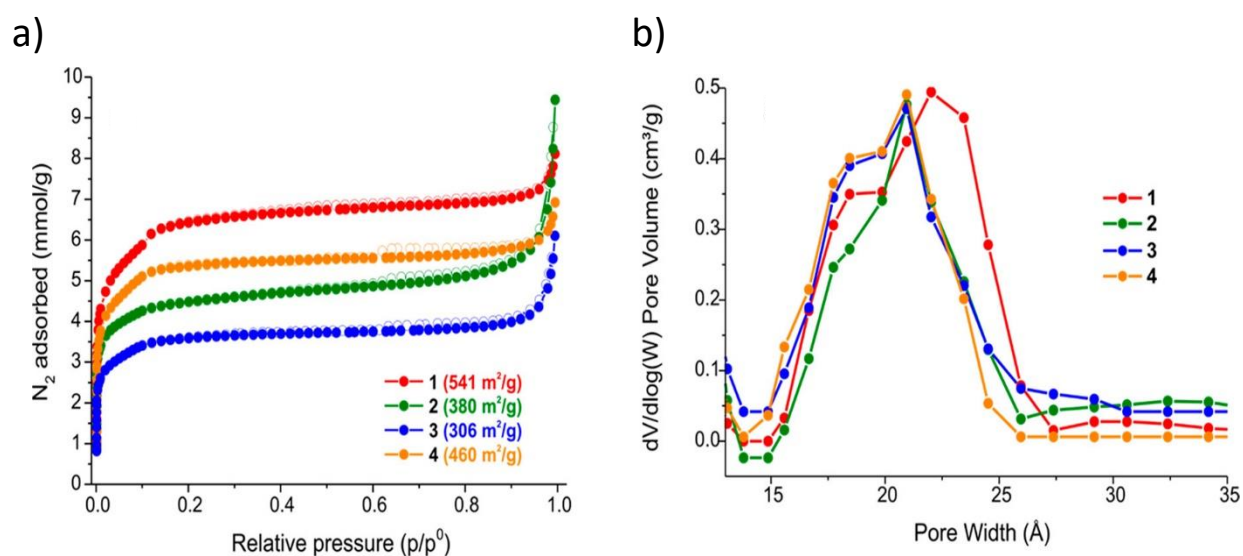 a)
N₂ adsorbed (mmol/g)
10
9
8
7
6
5
4
3
2
1
0
1 (541 m²/g)
2 (380 m²/g)
3 (306 m²/g)
4 (460 m²/g)
0.0 0.2 0.4 0.6 0.8 1.0
Relative pressure (p/p⁰)
b)
dV/dlog(W) Pore Volume (cm³/g)
0.5
0.4
0.3
0.2
0.1
0.0
1
2
3
4
15 20 25 30 35
Pore Width (Å)